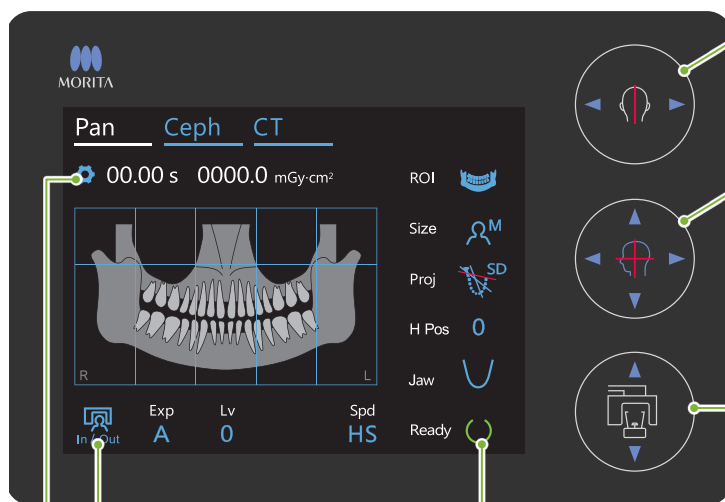 MORITA
Pan Ceph CT
00.00 s 0000.0 mGy·cm²
ROI
Size M
Proj SD
H Pos 0
Jaw
R L
In / Out
Exp Lv Spd
A 0 HS
Ready